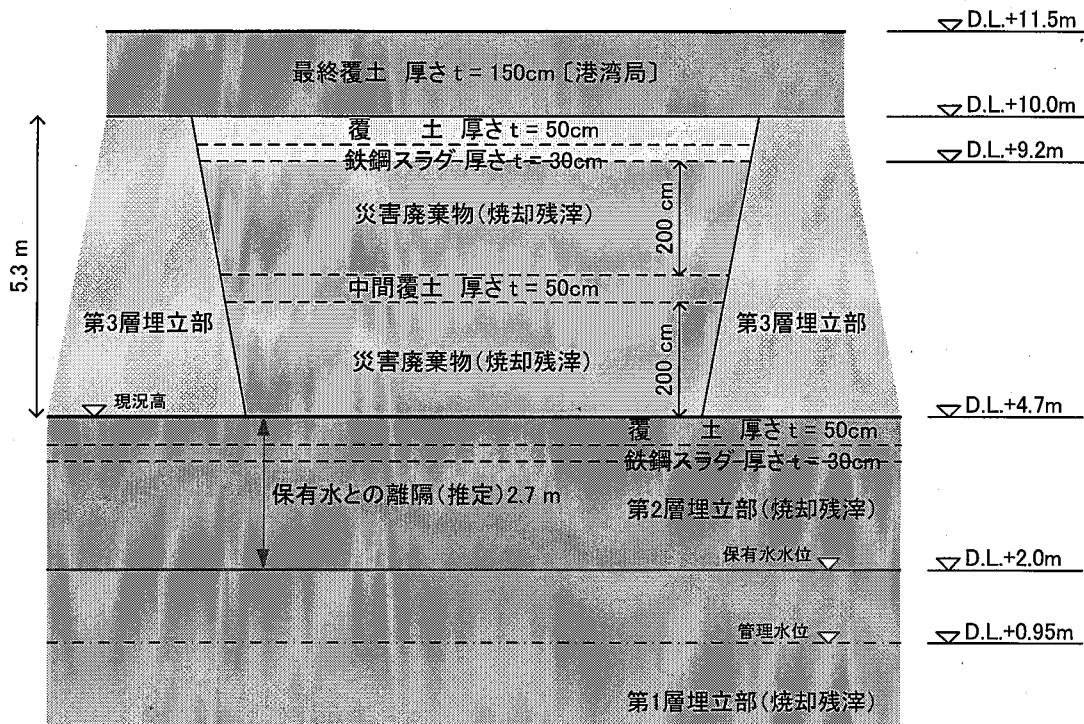 D.L.+11.5m
最終覆土 厚さt=150cm〔港湾局〕
D.L.+10.0m
覆 土 厚さt=50cm
鉄鋼スラグ 厚さt=30cm
D.L.+9.2m
災害廃棄物(焼却残滓)
200 cm
5.3 m
中間覆土 厚さt=50cm
第3層埋立部
第3層埋立部
災害廃棄物(焼却残滓)
200 cm
現況高
D.L.+4.7m
覆 土 厚さt=50cm
鉄鋼スラグ 厚さt=30cm
保有水との離隔(推定)2.7 m
第2層埋立部(焼却残滓)
保有水水位
D.L.+2.0m
管理水位
D.L.+0.95m
第1層埋立部(焼却残滓)